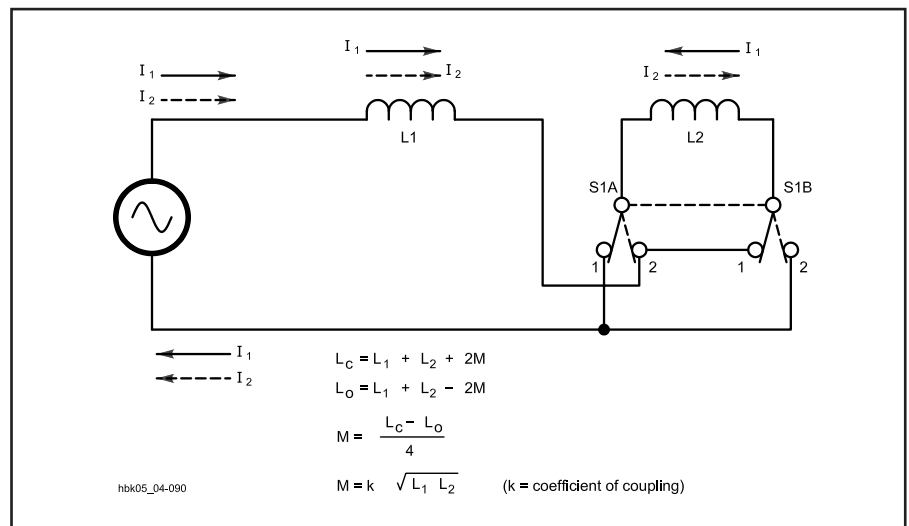 I1
I2
I1
I2
I1
I2
L1
L2
S1A
S1B
1
2
1
2
I1
I2
LC = L1 + L2 + 2M
LO = L1 + L2 − 2M
M = LC − LO
4
M = k √L1 L2 (k = coefficient of coupling)
hbk05_04-090